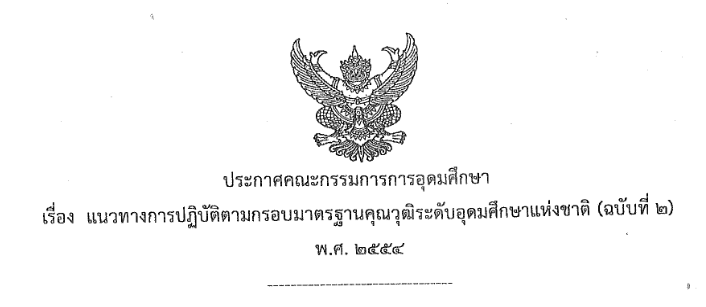 ประกาศคณะกรรมการการอุดมศึกษา
เรื่อง แนวทางการปฏิบัติตามกรอบมาตรฐานคุณวุฒิระดับอุดมศึกษาแห่งชาติ (ฉบับที่ ๒)
พ.ศ. ๒๕๕๔